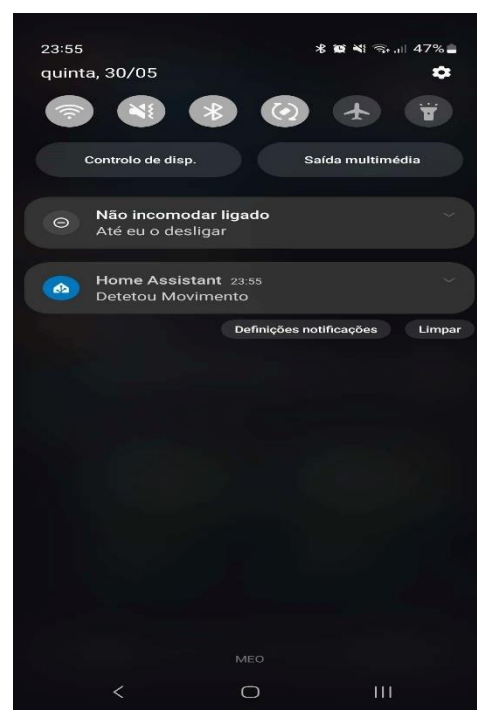 23:55 47%
quinta, 30/05
Controlo de disp. Saída multimédia
Não incomodar ligado
Até eu o desligar
Home Assistant 23:55
Detetou Movimento
Definições notificações Limpar
MEO